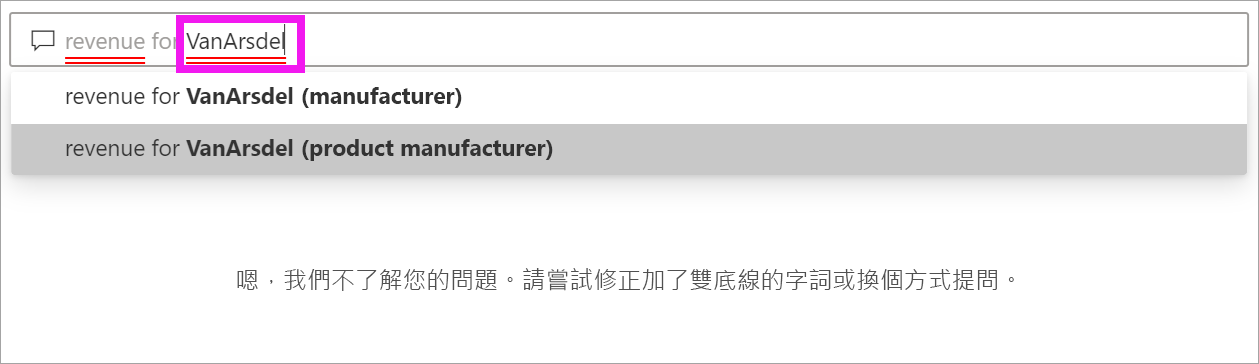 revenue for VanArsdel
revenue for VanArsdel (manufacturer)
revenue for VanArsdel (product manufacturer)
嗯，我們不了解您的問題。請嘗試修正加了雙底線的字詞或換個方式提問。